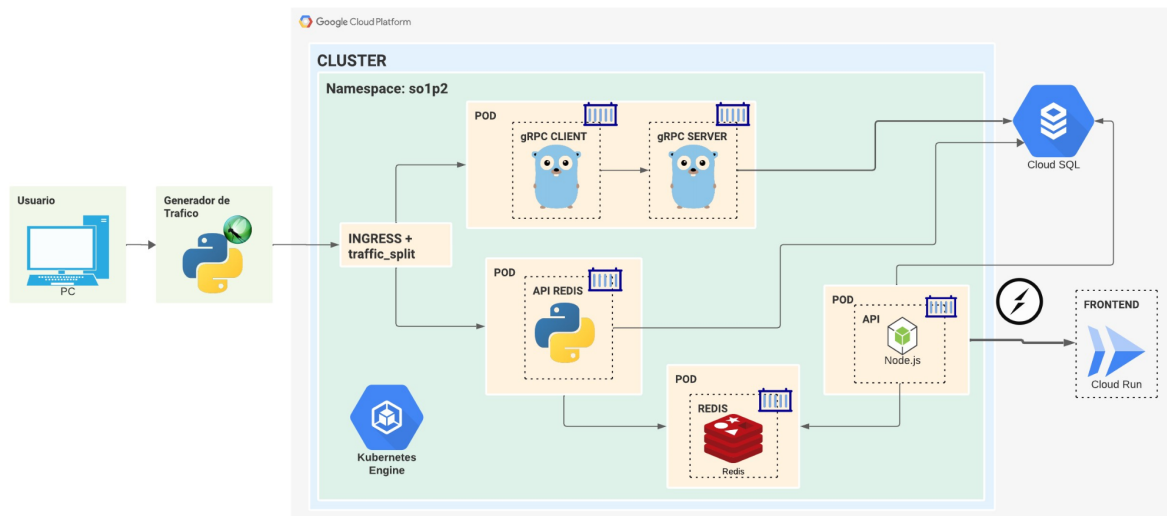 Google Cloud Platform
CLUSTER
Namespace: so1p2
POD
gRPC CLIENT
gRPC SERVER
Cloud SQL
Usuario
PC
Generador de
Trafico
INGRESS +
traffic_split
POD
API REDIS
POD
API
Node.js
FRONTEND
Cloud Run
POD
REDIS
Redis
Kubernetes
Engine